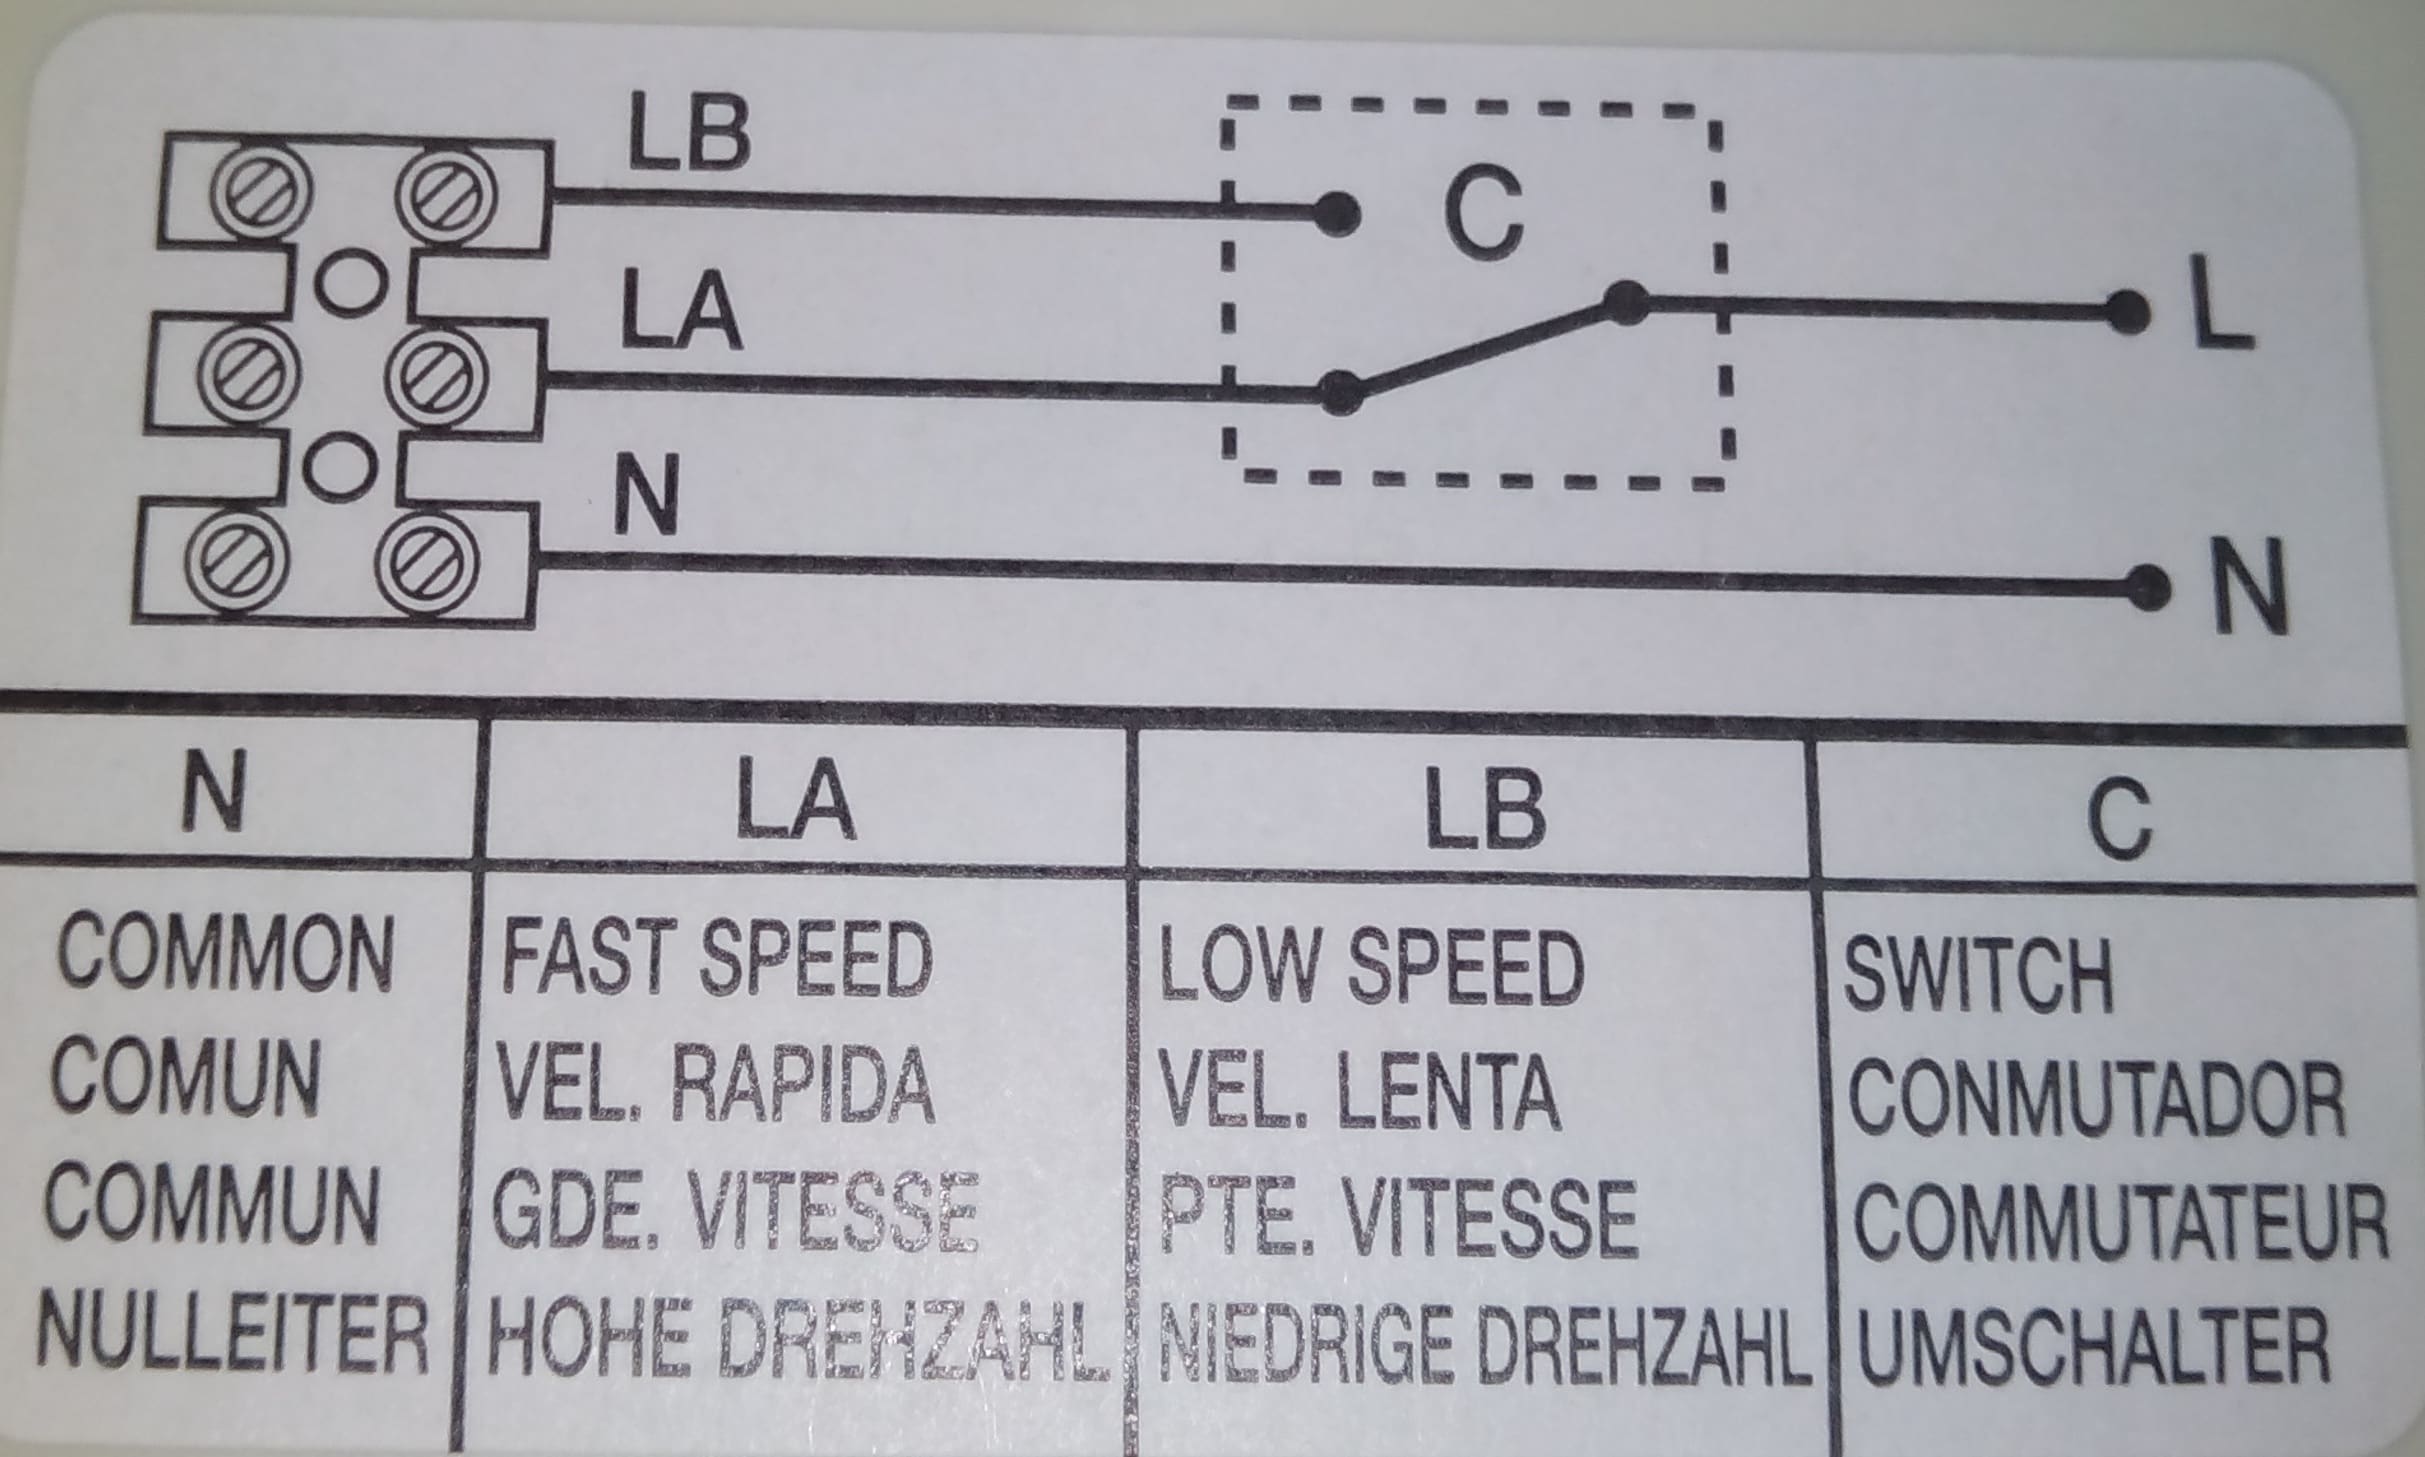 LB
C
LA
L
N
N
N LA LB C
COMMON FAST SPEED LOW SPEED SWITCH
COMUN VEL. RAPIDA VEL. LENTA CONMUTADOR
COMMUN GDE. VITESSE PTE. VITESSE COMMUTATEUR
NULLEITER HOHE DREHZAHL NIEDRIGE DREHZAHL UMSCHALTER